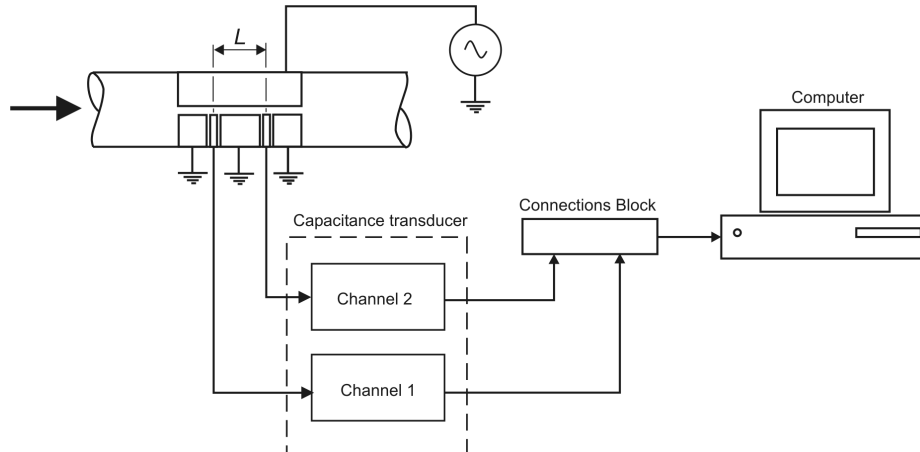 L
Computer
Connections Block
Capacitance transducer
Channel 2
Channel 1